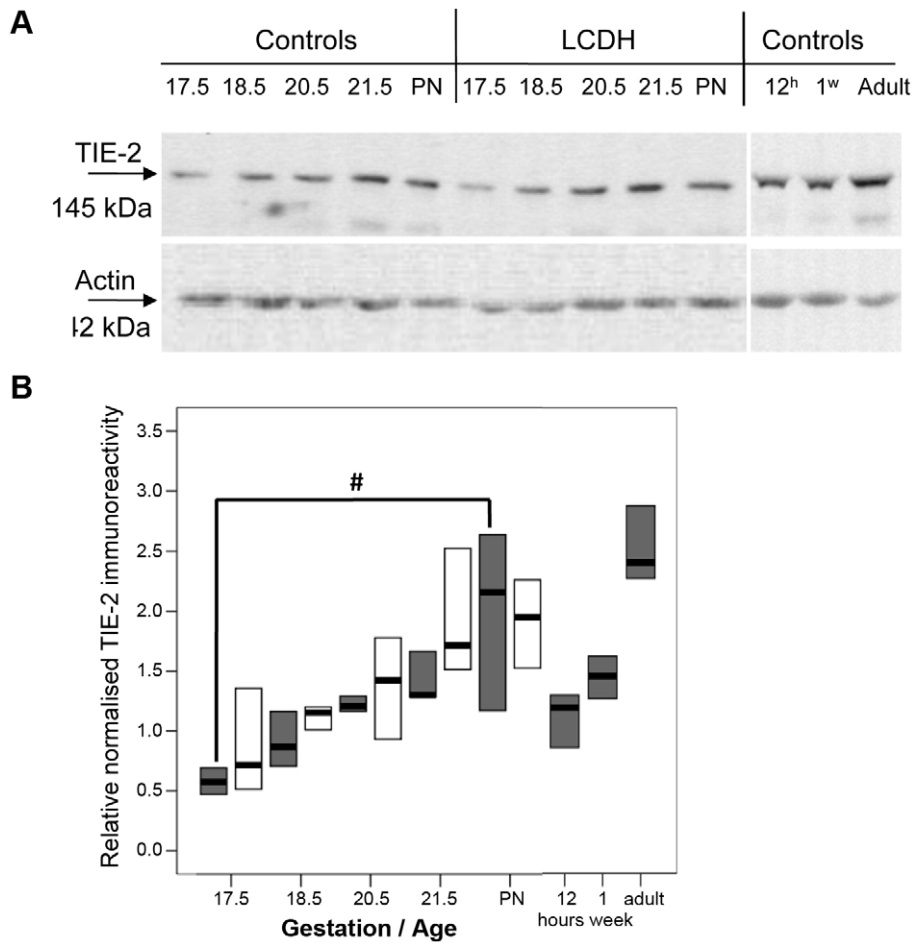 A
Controls LCDH Controls
17.5 18.5 20.5 21.5 PN 17.5 18.5 20.5 21.5 PN 12ʰ 1ʷ Adult
TIE-2
145 kDa
Actin
42 kDa
B
Relative normalised TIE-2 immunoreactivity
3.5
3.0
2.5
2.0
1.5
1.0
0.5
0.0
#
17.5 18.5 20.5 21.5 PN 12 1 adult
hours week
Gestation / Age